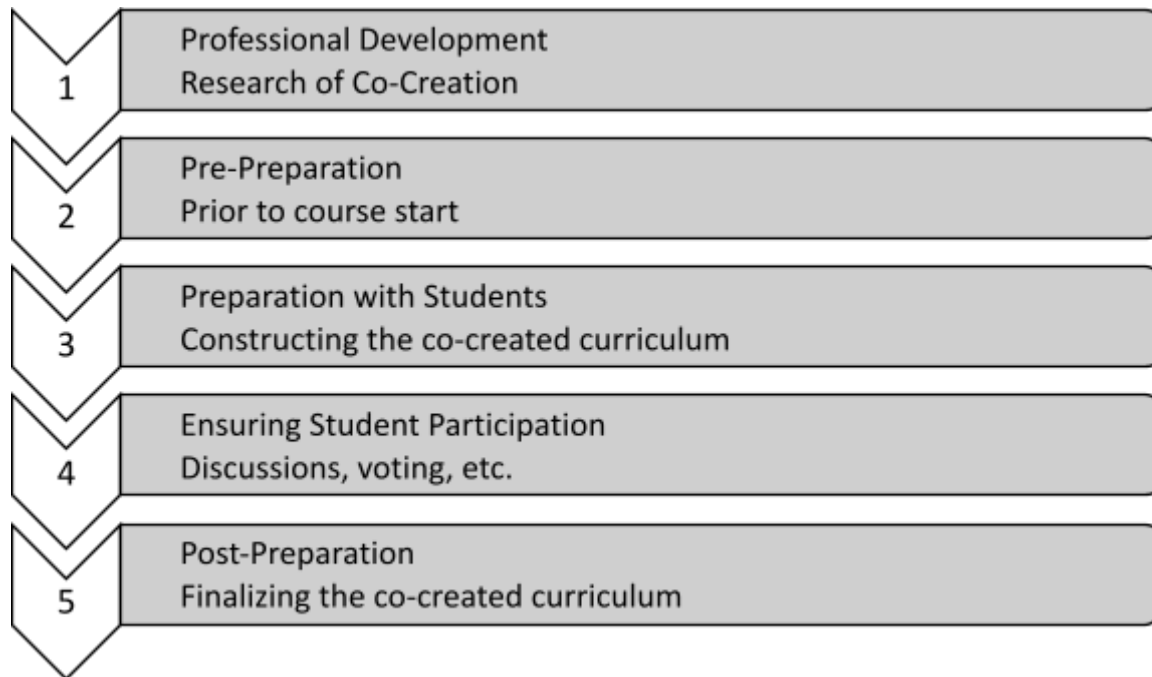 1
Professional Development
Research of Co-Creation
2
Pre-Preparation
Prior to course start
3
Preparation with Students
Constructing the co-created curriculum
4
Ensuring Student Participation
Discussions, voting, etc.
5
Post-Preparation
Finalizing the co-created curriculum